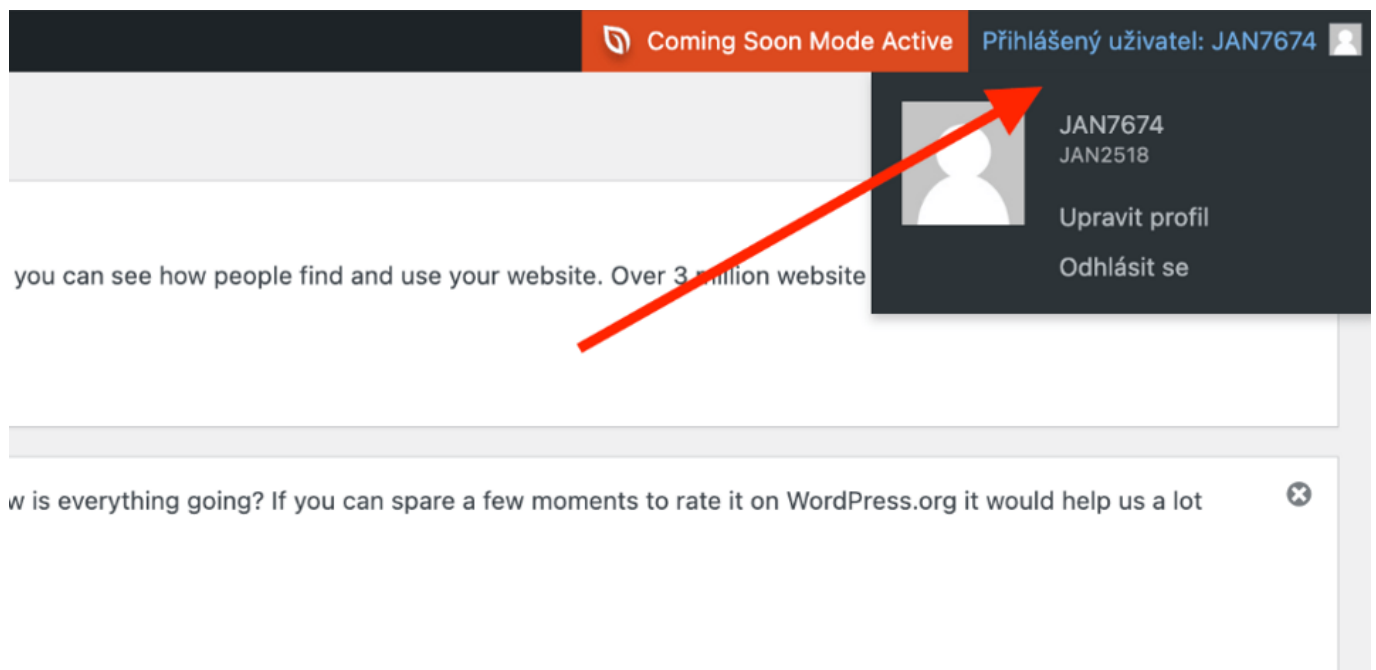 Coming Soon Mode Active
Přihlášený uživatel: JAN7674
JAN7674
JAN2518
Upravit profil
Odhlásit se
you can see how people find and use your website. Over 3 million website
w is everything going? If you can spare a few moments to rate it on WordPress.org it would help us a lot